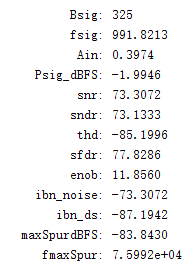 Bsig: 325
fsig: 991.8213
Ain: 0.3974
Psig_dBFS: -1.9946
snr: 73.3072
sndr: 73.1333
thd: -85.1996
sfdr: 77.8286
enob: 11.8560
ibn_noise: -73.3072
ibn_ds: -87.1942
maxSpurdBFS: -83.8430
fmaxSpur: 7.5992e+04